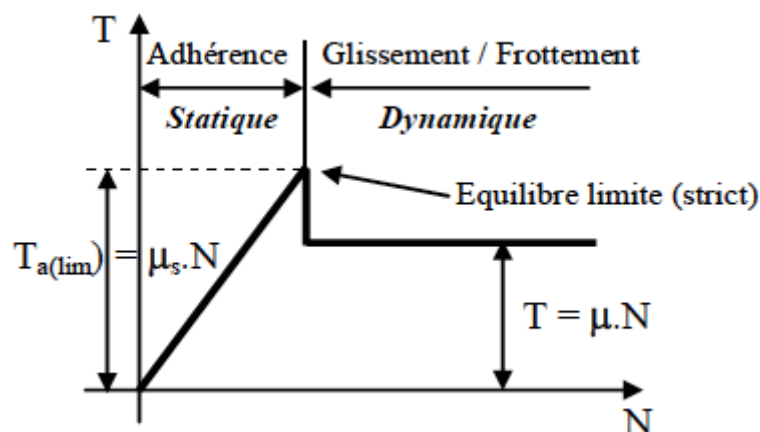 T
Adhérence
Glissement / Frottement
Statique
Dynamique
Equilibre limite (strict)
Ta(lim) = μs.N
T = μ.N
N